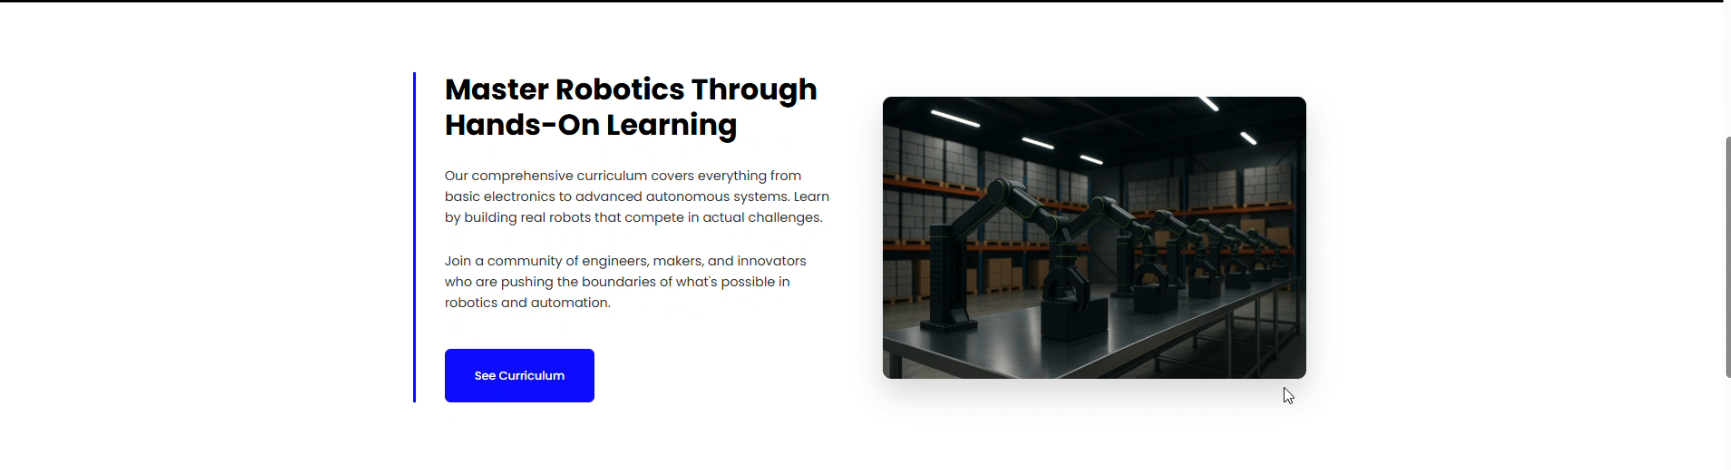 Master Robotics Through
Hands-On Learning
Our comprehensive curriculum covers everything from
basic electronics to advanced autonomous systems. Learn
by building real robots that compete in actual challenges.
Join a community of engineers, makers, and innovators
who are pushing the boundaries of what's possible in
robotics and automation.
See Curriculum